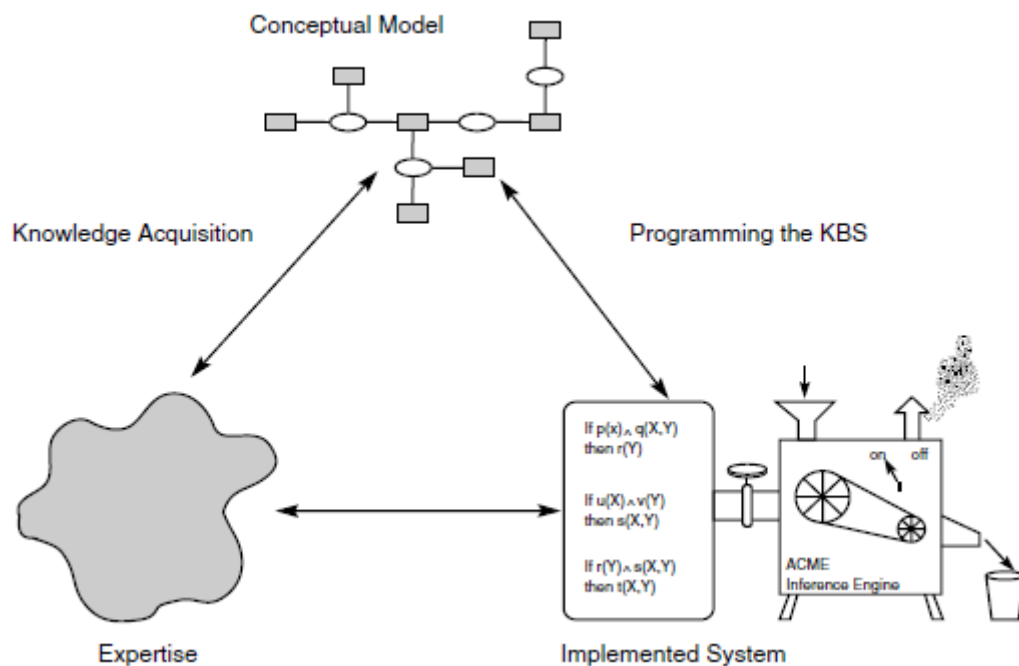 Conceptual Model
Knowledge Acquisition
Programming the KBS
If p(x) ∧ q(X,Y)
then r(Y)
If u(X) ∧ v(Y)
then s(X,Y)
If r(Y) ∧ s(X,Y)
then t(X,Y)
on off
ACME
Inference Engine
Expertise
Implemented System